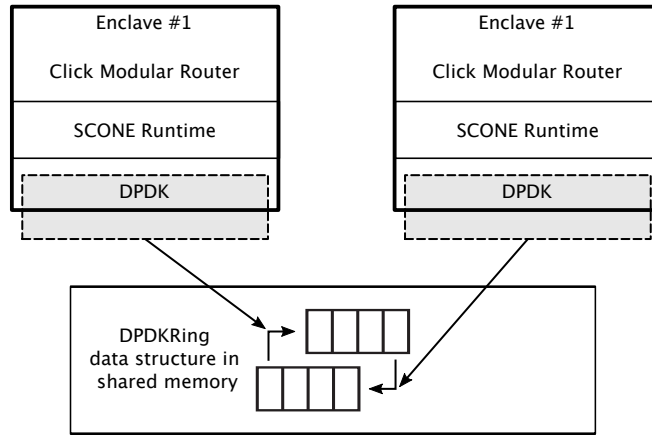 Enclave #1
Click Modular Router
SCONE Runtime
DPDK
Enclave #1
Click Modular Router
SCONE Runtime
DPDK
DPDKRing
data structure in
shared memory